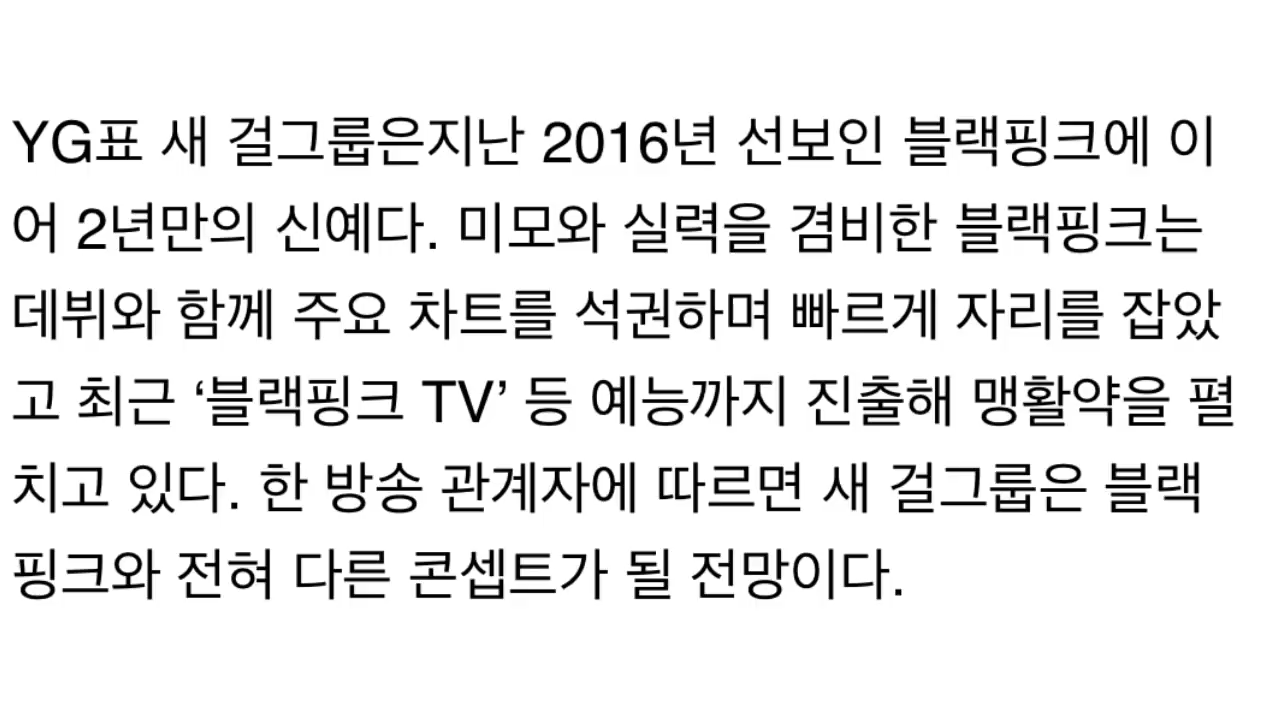 YG표 새 걸그룹은지난 2016년 선보인 블랙핑크에 이
어 2년만의 신예다. 미모와 실력을 겸비한 블랙핑크는
데뷔와 함께 주요 차트를 석권하며 빠르게 자리를 잡았
고 최근 ‘블랙핑크 TV’ 등 예능까지 진출해 맹활약을 펼
치고 있다. 한 방송 관계자에 따르면 새 걸그룹은 블랙
핑크와 전혀 다른 콘셉트가 될 전망이다.